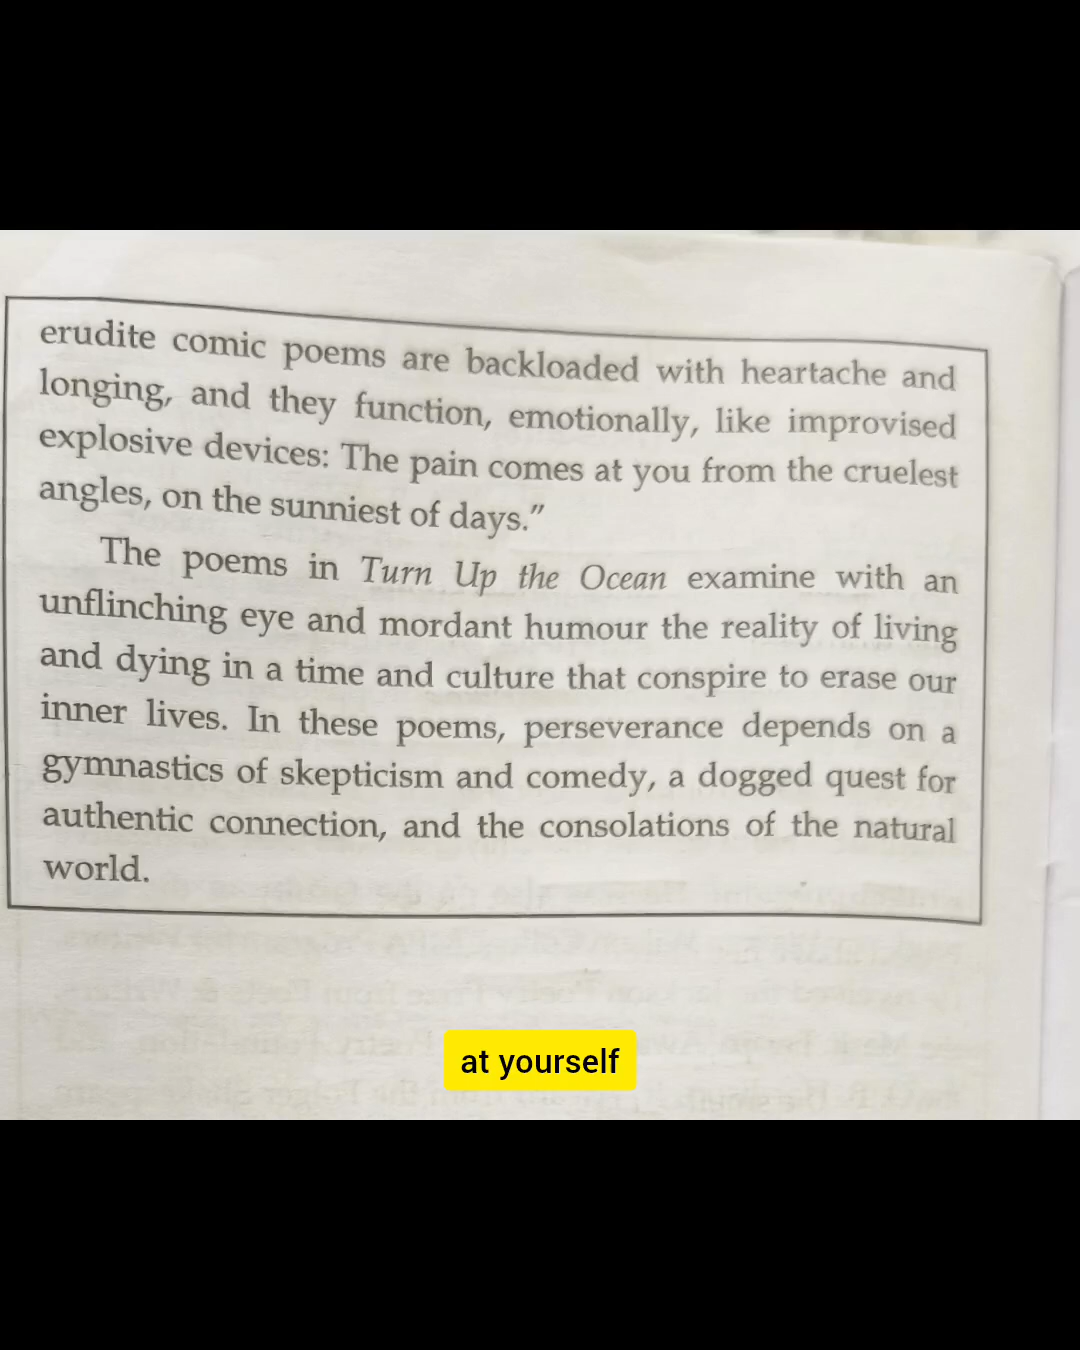 erudite comic poems are backloaded with heartache and
longing, and they function, emotionally, like improvised
explosive devices: The pain comes at you from the cruelest
angles, on the sunniest of days.”
The poems in Turn Up the Ocean examine with an
unflinching eye and mordant humour the reality of living
and dying in a time and culture that conspire to erase our
inner lives. In these poems, perseverance depends on a
gymnastics of skepticism and comedy, a dogged quest for
authentic connection, and the consolations of the natural
world.
at yourself